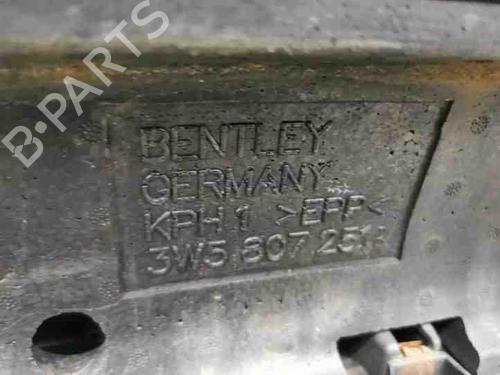 B-PARTS
BENTLEY
GERMANY
KPH 1 >EPP<
3W5 807 251